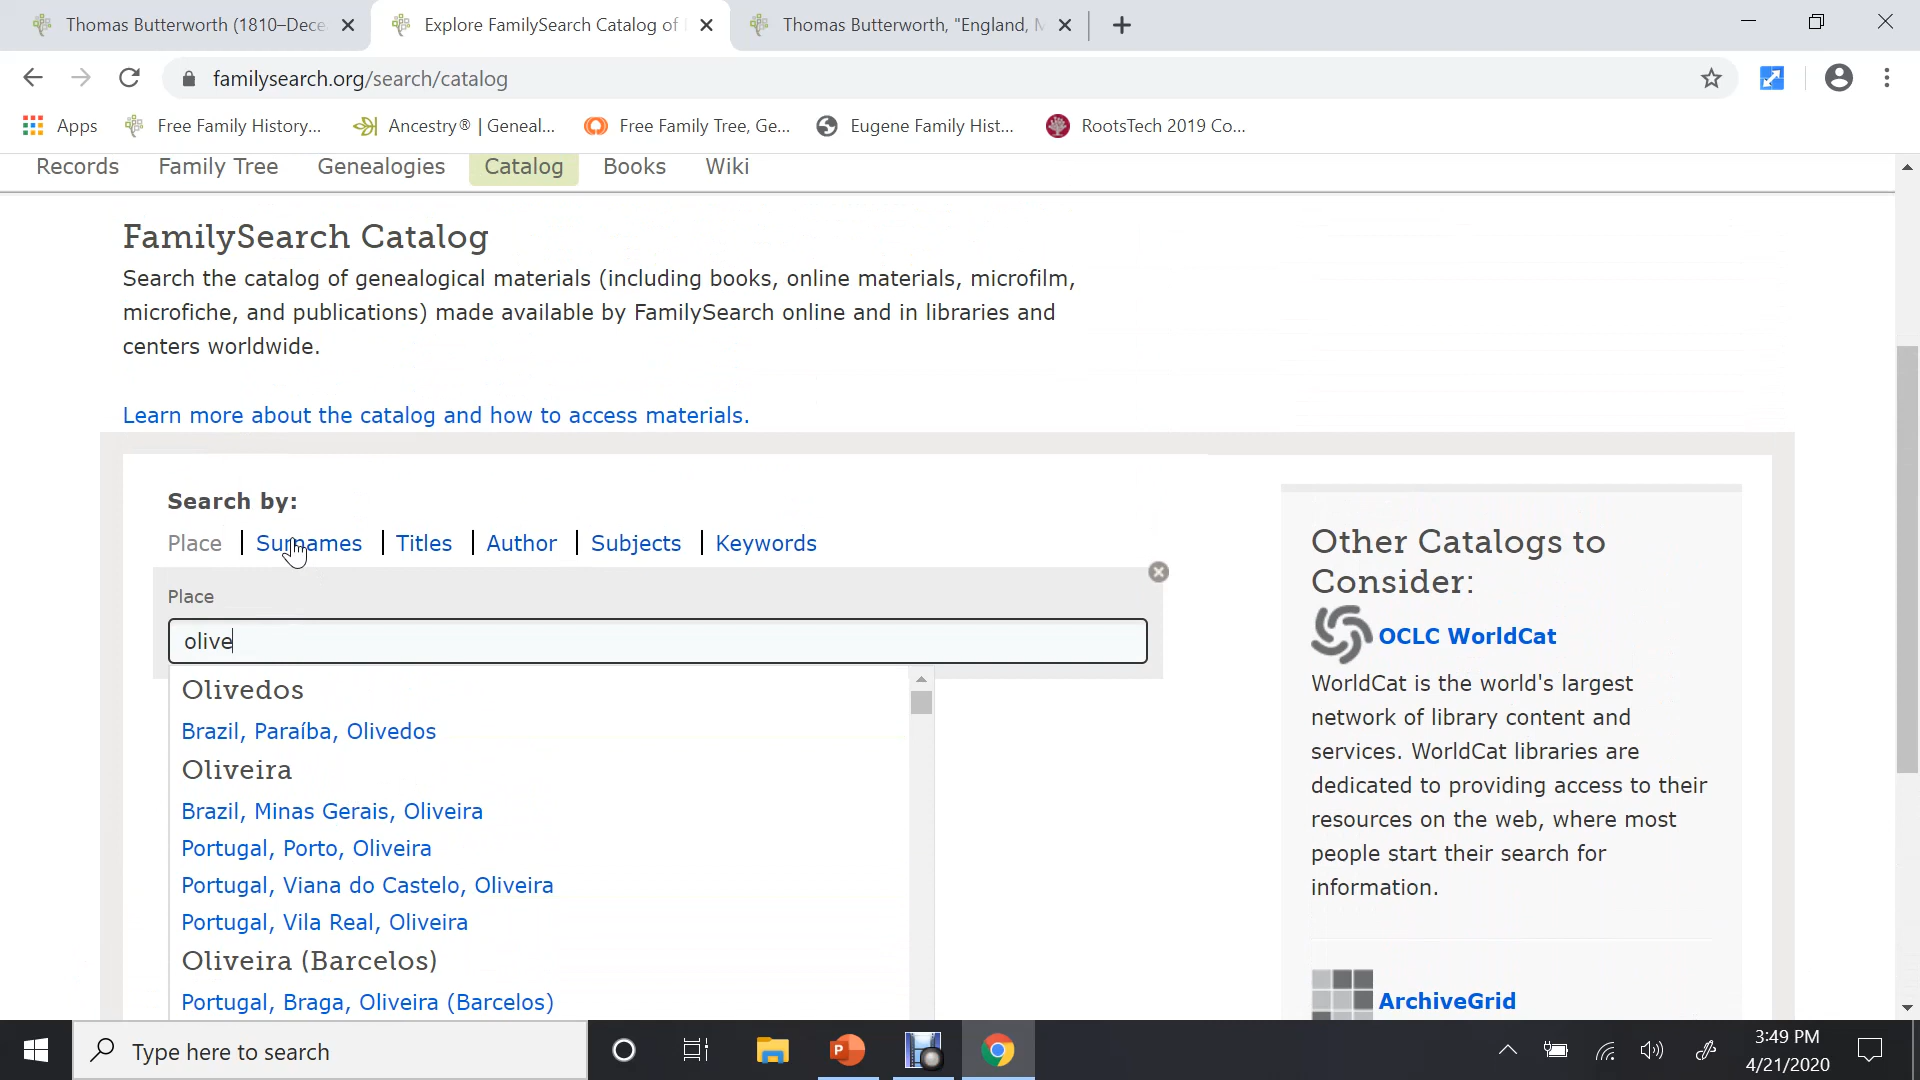 Thomas Butterworth (1810–Dece
Explore FamilySearch Catalog of
Thomas Butterworth, "England, M
familysearch.org/search/catalog
Apps
Free Family History...
Ancestry® | Geneal...
Free Family Tree, Ge...
Eugene Family Hist...
RootsTech 2019 Co...
Records
Family Tree
Genealogies
Catalog
Books
Wiki
FamilySearch Catalog
Search the catalog of genealogical materials (including books, online materials, microfilm,
microfiche, and publications) made available by FamilySearch online and in libraries and
centers worldwide.
Learn more about the catalog and how to access materials.
Search by:
Place | Surnames | Titles | Author | Subjects | Keywords
Place
olive
Olivedos
Brazil, Paraíba, Olivedos
Oliveira
Brazil, Minas Gerais, Oliveira
Portugal, Porto, Oliveira
Portugal, Viana do Castelo, Oliveira
Portugal, Vila Real, Oliveira
Oliveira (Barcelos)
Portugal, Braga, Oliveira (Barcelos)
Other Catalogs to
Consider:
OCLC WorldCat
WorldCat is the world's largest
network of library content and
services. WorldCat libraries are
dedicated to providing access to their
resources on the web, where most
people start their search for
information.
ArchiveGrid
Type here to search
3:49 PM
4/21/2020